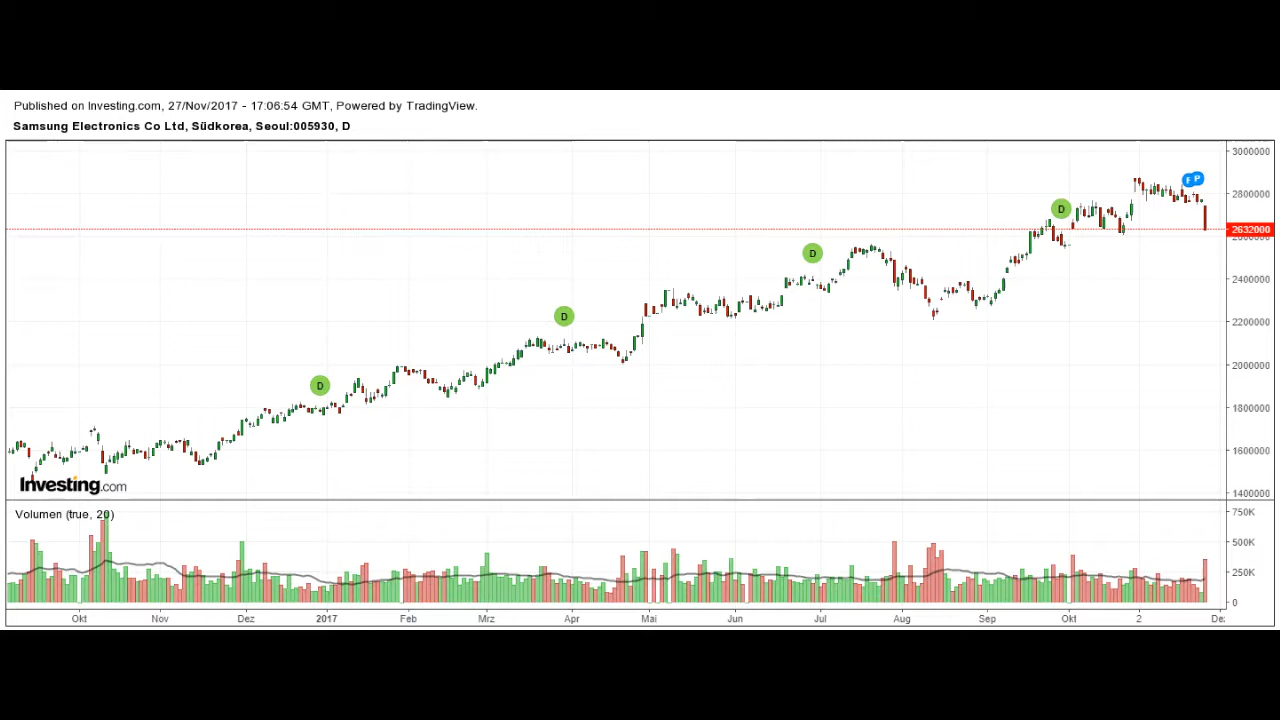 Published on Investing.com, 27/Nov/2017 - 17:06:54 GMT, Powered by TradingView.
Samsung Electronics Co Ltd, Südkorea, Seoul:005930, D
3000000
F P
2800000
D
2632000
2600000
D
2400000
D
2200000
2000000
D
1800000
1600000
Investing.com
1400000
Volumen (true, 20)
750K
500K
250K
0
Okt Nov Dez 2017 Feb Mrz Apr Mai Jun Jul Aug Sep Okt 2 Dez